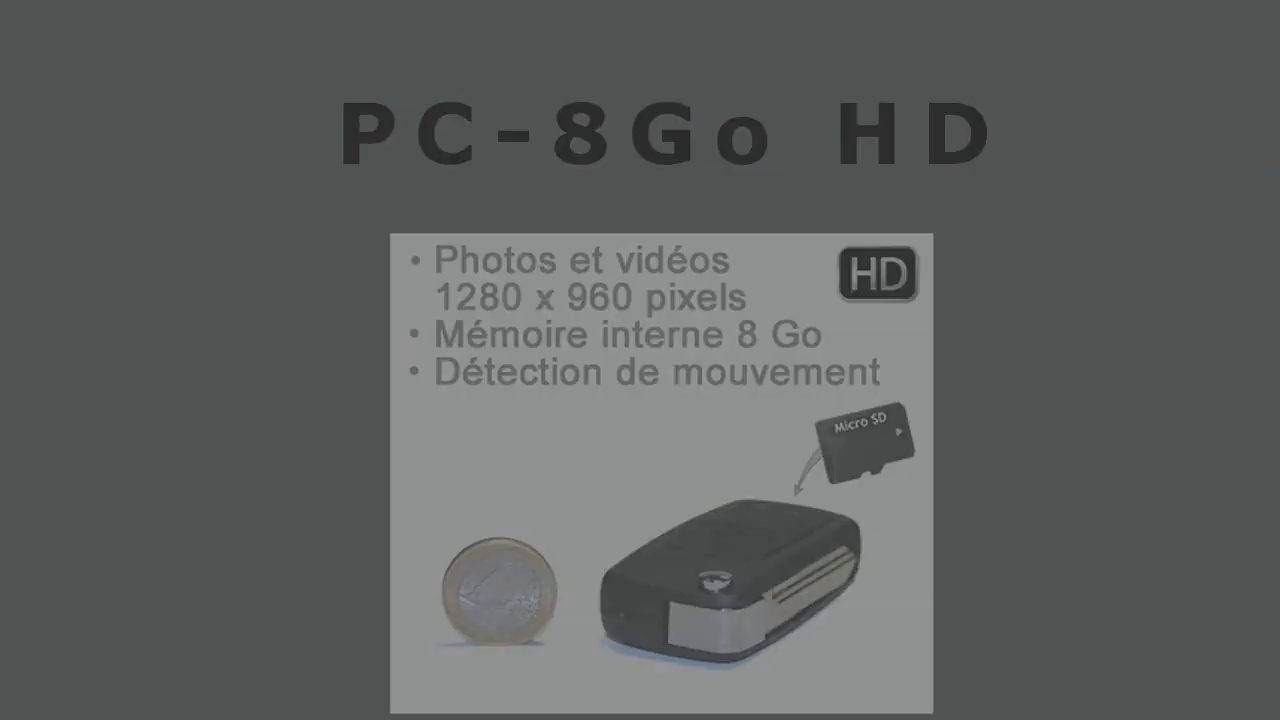 PC-8Go HD
• Photos et vidéos
1280 x 960 pixels
HD
• Mémoire interne 8 Go
• Détection de mouvement
Micro SD